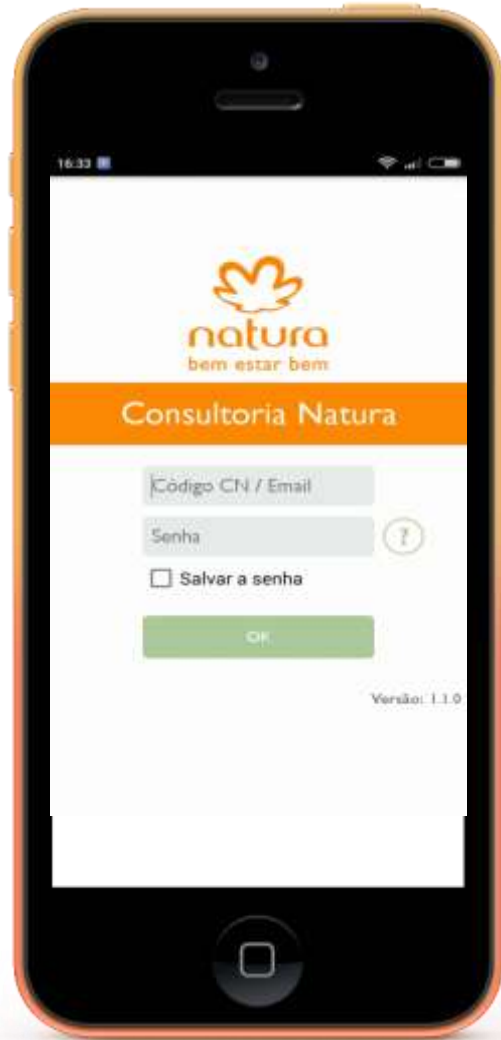 16:33
natura
bem estar bem
Consultoria Natura
Código CN / Email
Senha
?
Salvar a senha
OK
Versão: 1.1.0